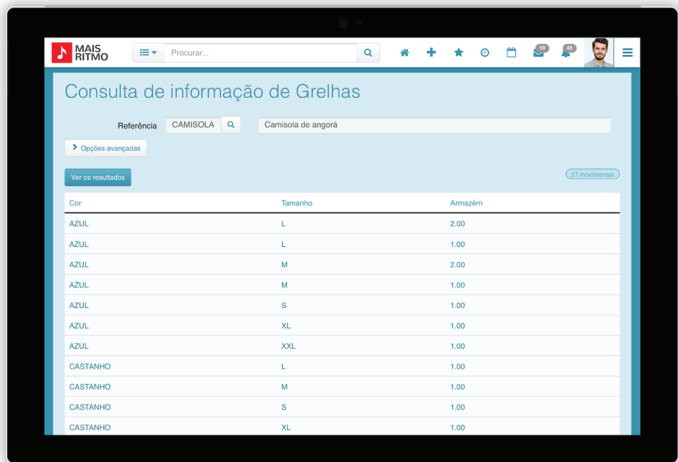 MAIS
RITMO
Procurar...
10
45
Consulta de informação de Grelhas
Referência CAMISOLA Camisola de angorá
Opções avançadas
Ver os resultados
27 movimentos
Cor Tamanho Armazém
AZUL L 2.00
AZUL L 1.00
AZUL M 2.00
AZUL M 1.00
AZUL S 1.00
AZUL XL 1.00
AZUL XXL 1.00
CASTANHO L 1.00
CASTANHO M 1.00
CASTANHO S 1.00
CASTANHO XL 1.00